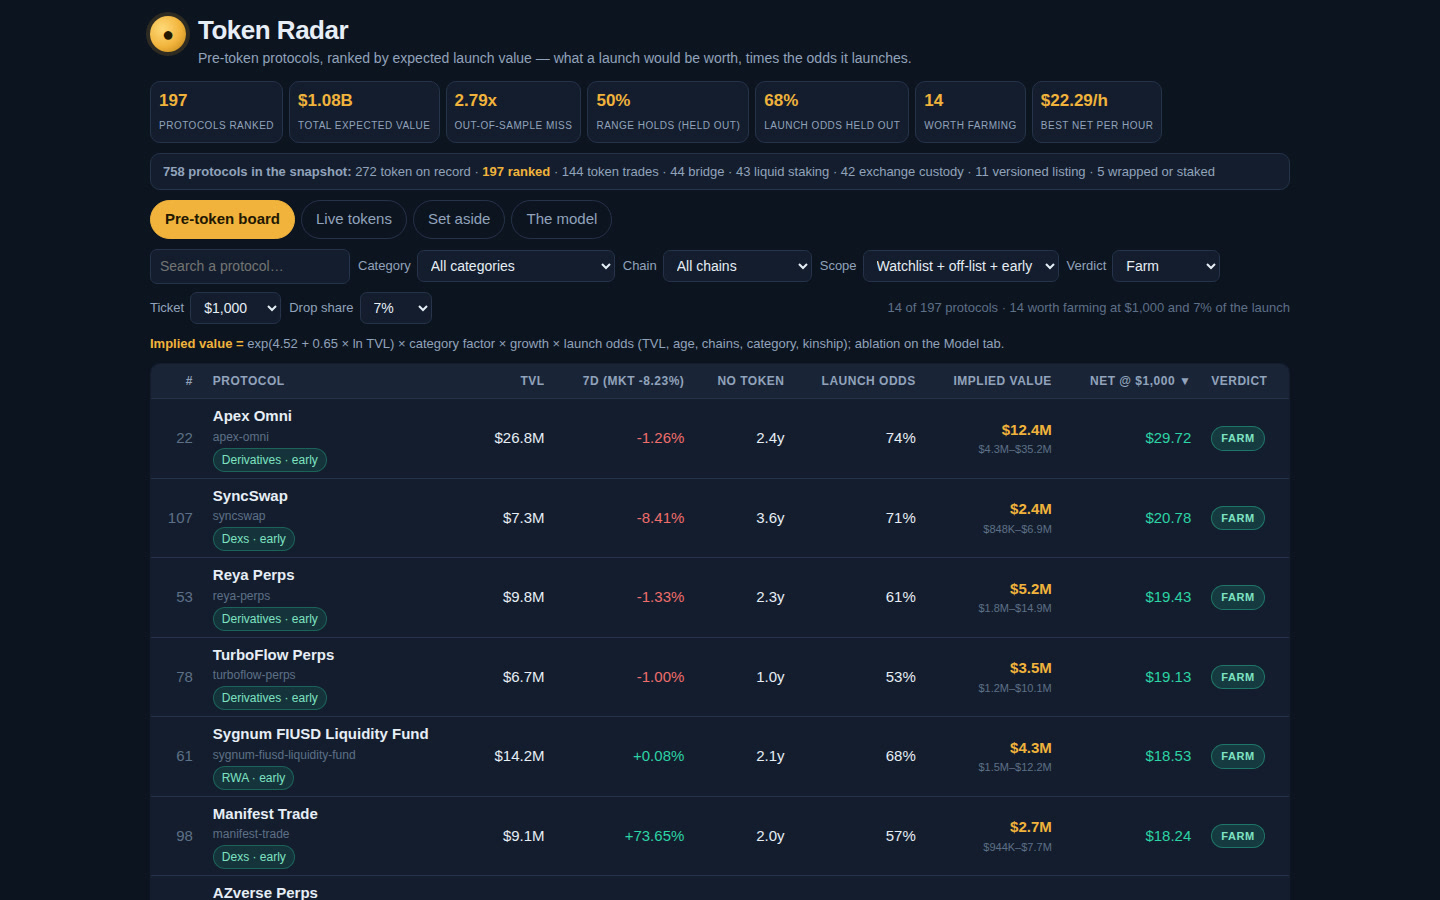 Token Radar
Pre-token protocols, ranked by expected launch value — what a launch would be worth, times the odds it launches.
197 $1.08B 2.79x 50% 68% 14 $22.29/h
PROTOCOLS RANKED TOTAL EXPECTED VALUE OUT-OF-SAMPLE MISS RANGE HOLDS (HELD OUT) LAUNCH ODDS HELD OUT WORTH FARMING BEST NET PER HOUR
758 protocols in the snapshot: 272 token on record · 197 ranked · 144 token trades · 44 bridge · 43 liquid staking · 42 exchange custody · 11 versioned listing · 5 wrapped or staked
Pre-token board Live tokens Set aside The model
Search a protocol… Category All categories Chain All chains Scope Watchlist + off-list + early Verdict Farm
Ticket $1,000 Drop share 7% 14 of 197 protocols · 14 worth farming at $1,000 and 7% of the launch
Implied value = exp(4.52 + 0.65 × ln TVL) × category factor × growth × launch odds (TVL, age, chains, category, kinship); ablation on the Model tab.
# PROTOCOL TVL 7D (MKT -8.23%) NO TOKEN LAUNCH ODDS IMPLIED VALUE NET @ $1,000 ▼ VERDICT
Apex Omni
22 apex-omni $26.8M -1.26% 2.4y 74% $12.4M $29.72 FARM
Derivatives · early $4.3M–$35.2M
SyncSwap
107 syncswap $7.3M -8.41% 3.6y 71% $2.4M $20.78 FARM
Dexs · early $848K–$6.9M
Reya Perps
53 reya-perps $9.8M -1.33% 2.3y 61% $5.2M $19.43 FARM
Derivatives · early $1.8M–$14.9M
TurboFlow Perps
78 turboflow-perps $6.7M -1.00% 1.0y 53% $3.5M $19.13 FARM
Derivatives · early $1.2M–$10.1M
Sygnum FIUSD Liquidity Fund
61 sygnum-fiusd-liquidity-fund $14.2M +0.08% 2.1y 68% $4.3M $18.53 FARM
RWA · early $1.5M–$12.2M
Manifest Trade
98 manifest-trade $9.1M +73.65% 2.0y 57% $2.7M $18.24 FARM
Dexs · early $944K–$7.7M
AZverse Perps